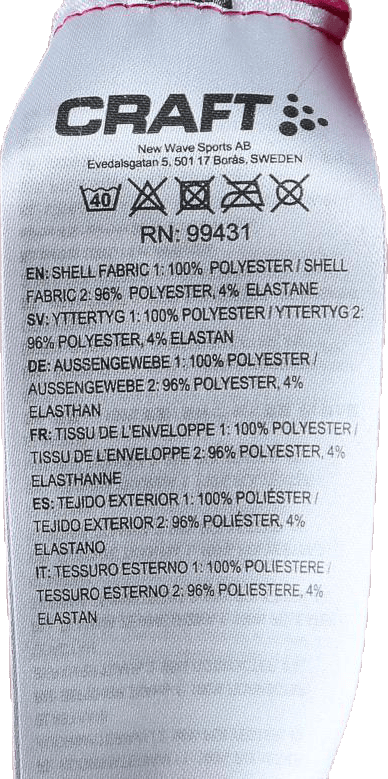 CRAFT
New Wave Sports AB
Evedalsgatan 5, 501 17 Borås, SWEDEN
40
RN: 99431
EN: SHELL FABRIC 1: 100% POLYESTER / SHELL
FABRIC 2: 96% POLYESTER, 4% ELASTANE
SV: YTTERTYG 1: 100% POLYESTER / YTTERTYG 2:
96% POLYESTER, 4% ELASTAN
DE: AUSSENGEWEBE 1: 100% POLYESTER /
AUSSENGEWEBE 2: 96% POLYESTER, 4%
ELASTHAN
FR: TISSU DE L'ENVELOPPE 1: 100% POLYESTER /
TISSU DE L'ENVELOPPE 2: 96% POLYESTER, 4%
ELASTHANNE
ES: TEJIDO EXTERIOR 1: 100% POLIÉSTER /
TEJIDO EXTERIOR 2: 96% POLIÉSTER, 4%
ELASTANO
IT: TESSURO ESTERNO 1: 100% POLIESTERE /
TESSURO ESTERNO 2: 96% POLIESTERE, 4%
ELASTAN